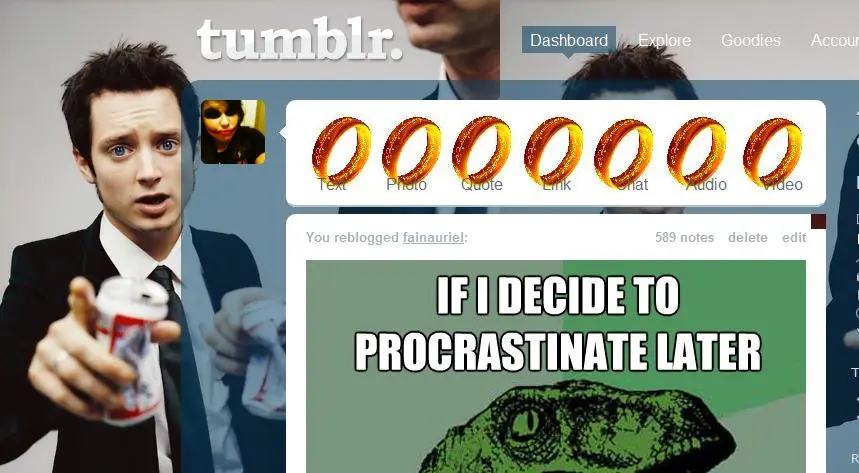 tumblr.
Dashboard Explore Goodies Accou
Text Photo Quote Link Chat Audio Video
You reblogged fainauriel:
589 notes delete edit
IF I DECIDE TO
PROCRASTINATE LATER